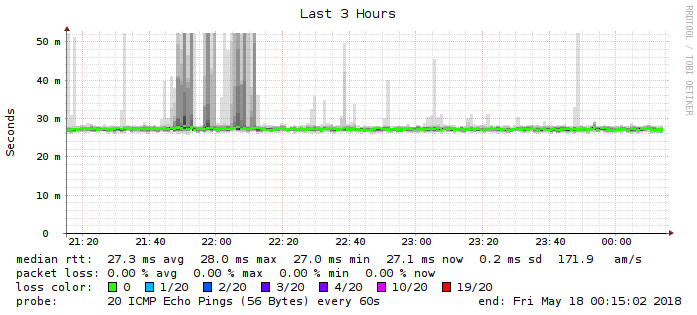 Last 3 Hours
RRDTOOL / TOBI OETIKER
Seconds
50 m
40 m
30 m
20 m
10 m
0
21:20 21:40 22:00 22:20 22:40 23:00 23:20 23:40 00:00
median rtt: 27.3 ms avg 28.0 ms max 27.0 ms min 27.1 ms now 0.2 ms sd 171.9 am/s
packet loss: 0.00 % avg 0.00 % max 0.00 % min 0.00 % now
loss color: 0 1/20 2/20 3/20 4/20 10/20 19/20
probe: 20 ICMP Echo Pings (56 Bytes) every 60s end: Fri May 18 00:15:02 2018